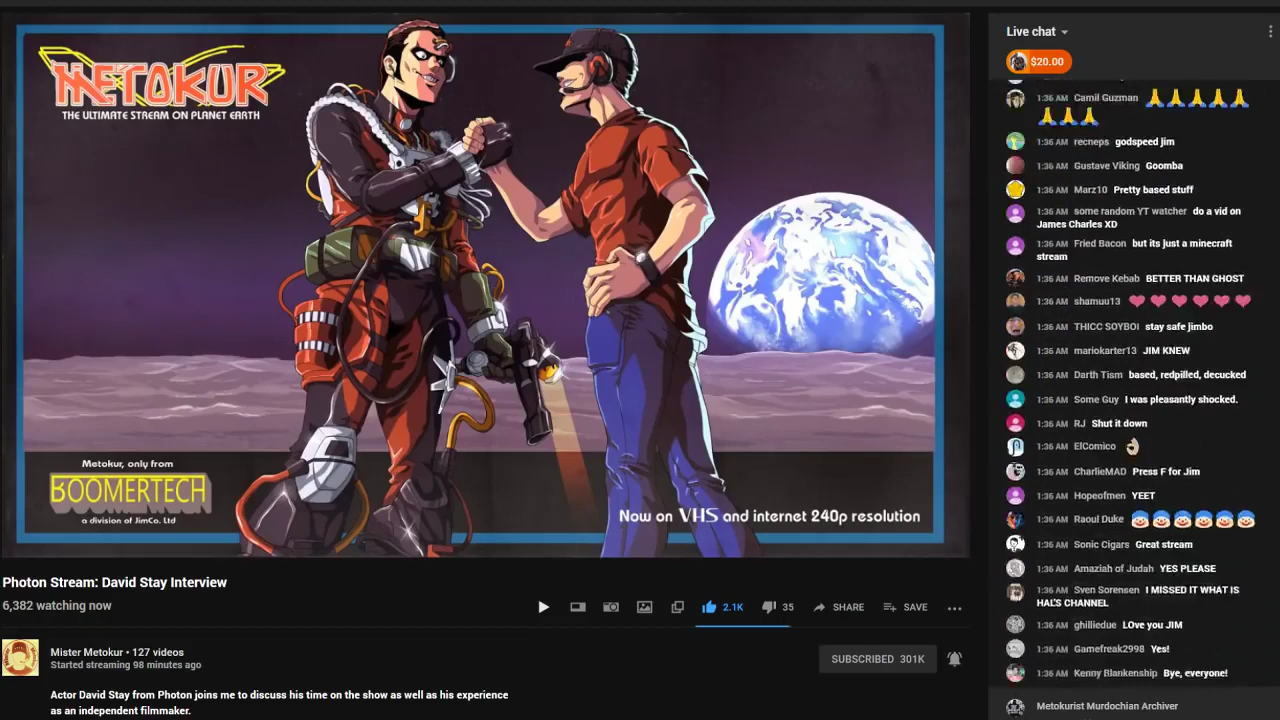 METOKUR
THE ULTIMATE STREAM ON PLANET EARTH
Metokur, only from
BOOMERTECH
a division of JimCo. Ltd
Now on VHS and internet 240p resolution
Photon Stream: David Stay Interview
6,382 watching now
2.1K
35
SHARE
SAVE
Mister Metokur • 127 videos
Started streaming 98 minutes ago
SUBSCRIBED 301K
Actor David Stay from Photon joins me to discuss his time on the show as well as his experience
as an independent filmmaker.
Live chat
$20.00
1:36 AM Camil Guzman 🙏🙏🙏🙏🙏
🙏🙏🙏
1:36 AM recneps godspeed jim
1:36 AM Gustave Viking Goomba
1:36 AM Marz10 Pretty based stuff
1:36 AM some random YT watcher do a vid on
James Charles XD
1:36 AM Fried Bacon but its just a minecraft
stream
1:36 AM Remove Kebab BETTER THAN GHOST
1:36 AM shamuu13 ❤❤❤❤❤❤
1:36 AM THICC SOYBOI stay safe jimbo
1:36 AM mariokarter13 JIM KNEW
1:36 AM Darth Tism based, redpilled, decucked
1:36 AM Some Guy I was pleasantly shocked.
1:36 AM RJ Shut it down
1:36 AM ElComico 👌
1:36 AM CharlieMAD Press F for Jim
1:36 AM Hopeofmen YEET
1:36 AM Raoul Duke 🤡🤡🤡🤡🤡🤡
1:36 AM Sonic Cigars Great stream
1:36 AM Amaziah of Judah YES PLEASE
1:36 AM Sven Sorensen I MISSED IT WHAT IS
HAL'S CHANNEL
1:36 AM ghilliedue LOve you JIM
1:36 AM Gamefreak2998 Yes!
1:36 AM Kenny Blankenship Bye, everyone!
Metokurist Murdochian Archiver